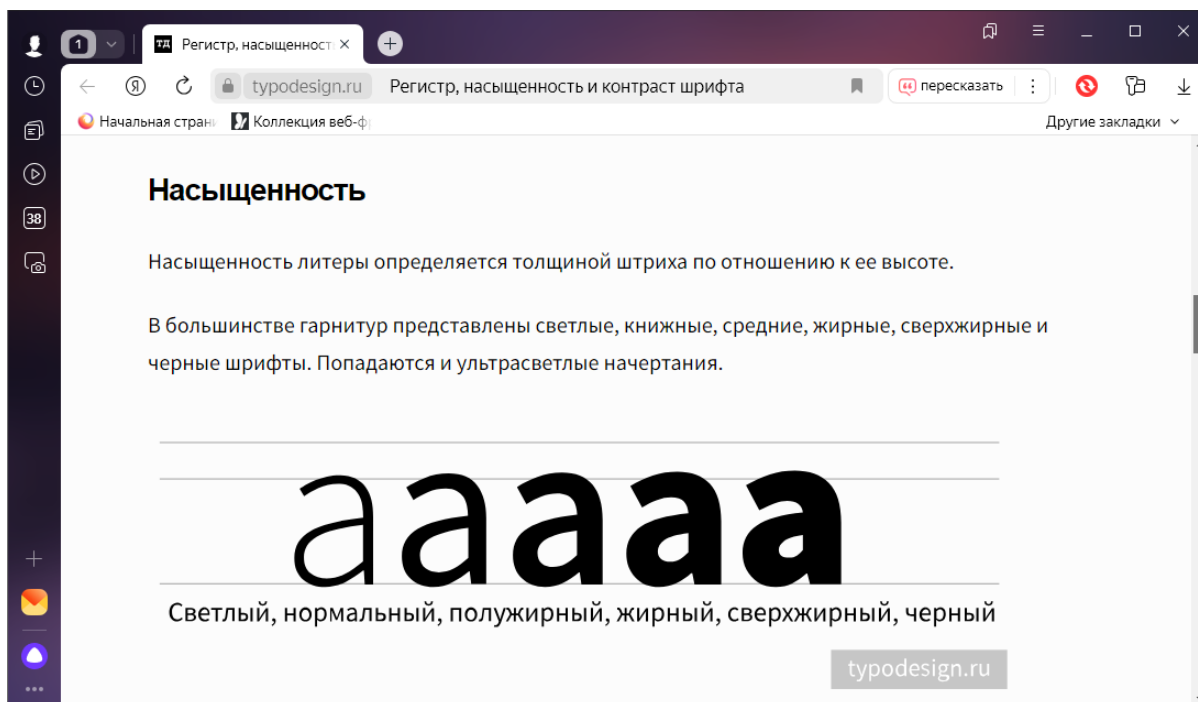 1
ТД Регистр, насыщенност
typodesign.ru Регистр, насыщенность и контраст шрифта
пересказать
Начальная стран
Коллекция веб-ф
Другие закладки
38
Насыщенность
Насыщенность литеры определяется толщиной штриха по отношению к ее высоте.
В большинстве гарнитур представлены светлые, книжные, средние, жирные, сверхжирные и
черные шрифты. Попадаются и ультрасветлые начертания.
а а а а а
Светлый, нормальный, полужирный, жирный, сверхжирный, черный
typodesign.ru